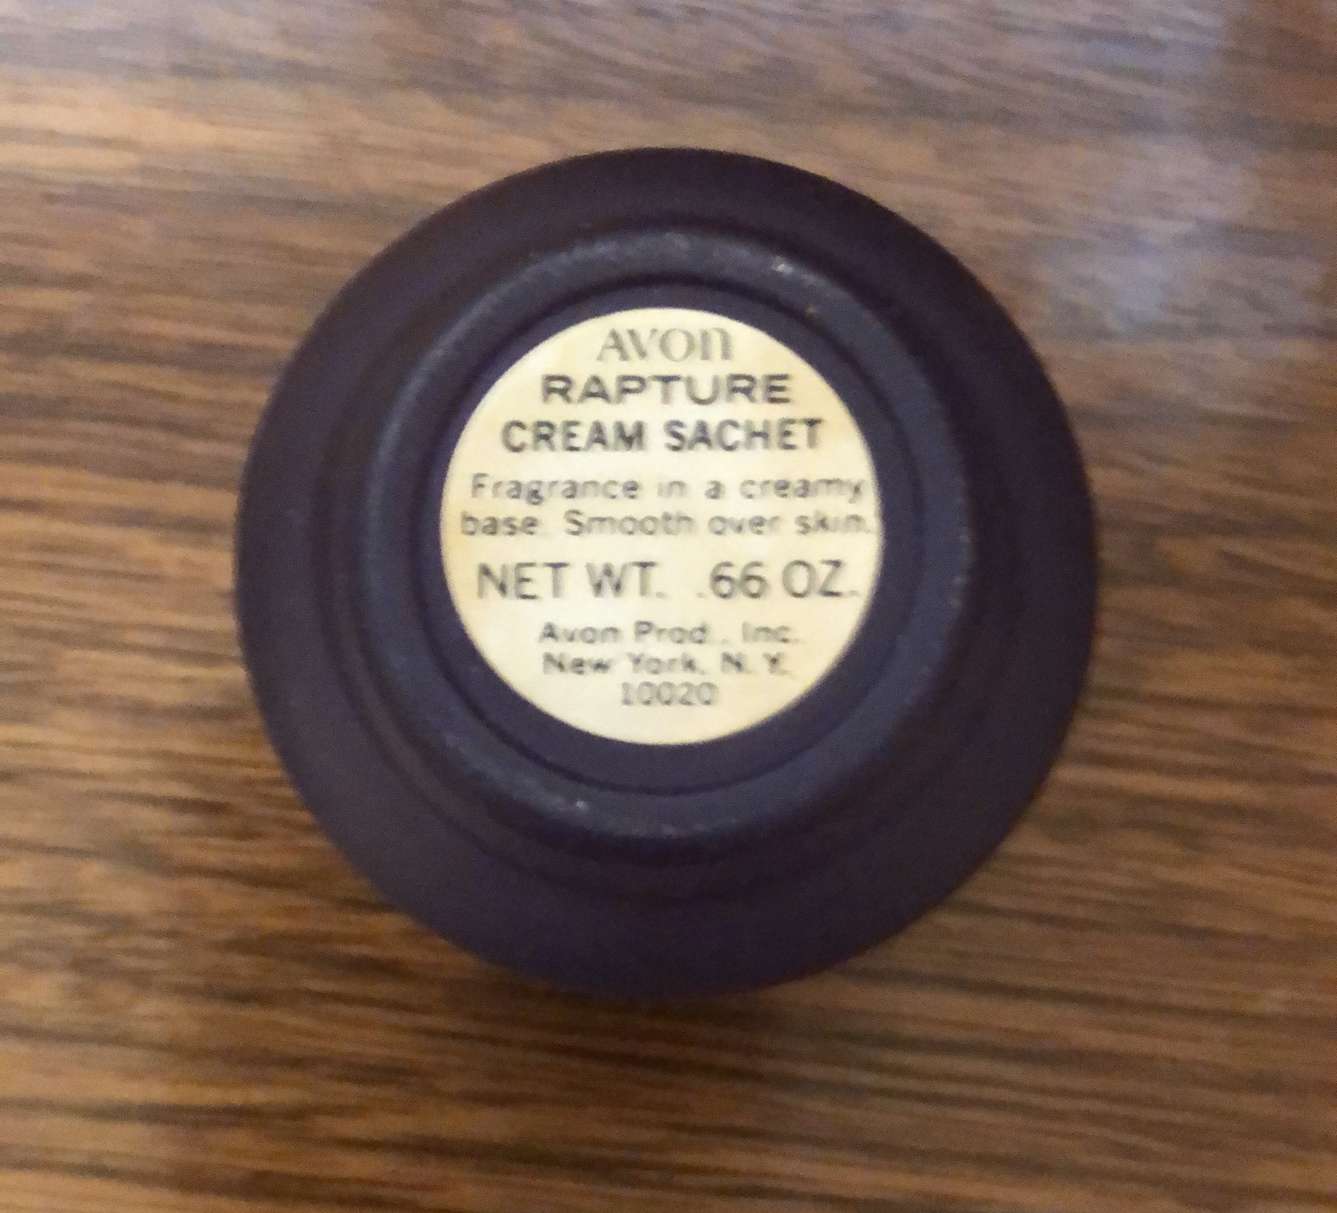 AVON
RAPTURE
CREAM SACHET
Fragrance in a creamy
base. Smooth over skin.
NET WT. .66 OZ.
Avon Prod., Inc.
New York, N. Y.
10020